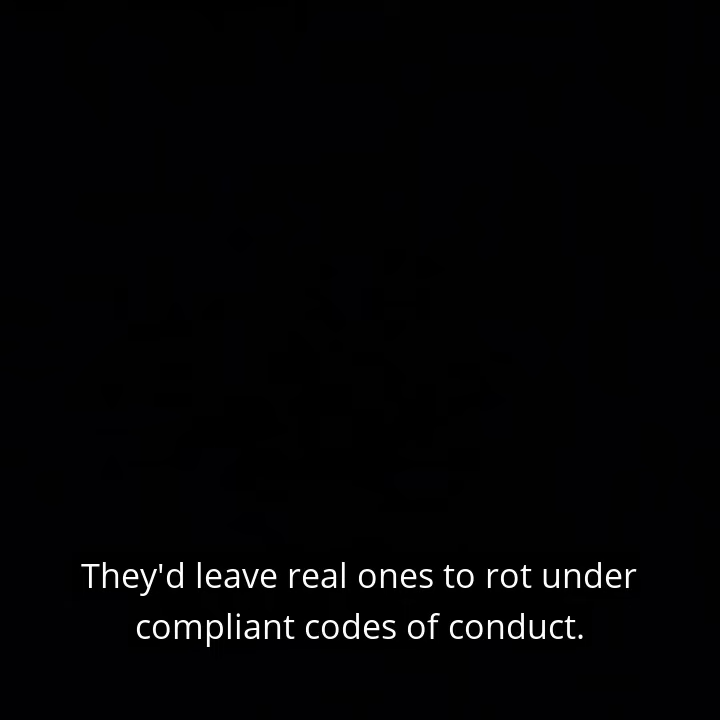 They'd leave real ones to rot under
compliant codes of conduct.